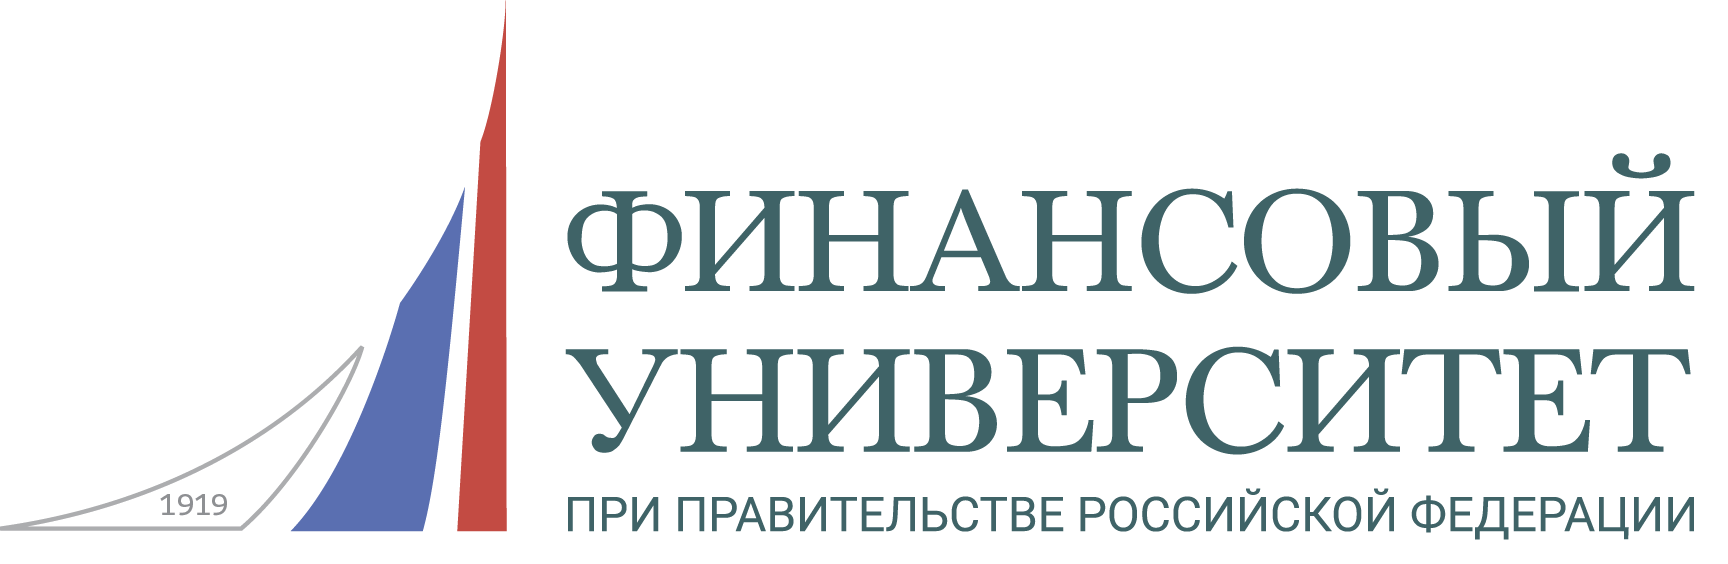 ФИНАНСОВЫЙ
УНИВЕРСИТЕТ
ПРИ ПРАВИТЕЛЬСТВЕ РОССИЙСКОЙ ФЕДЕРАЦИИ
1919